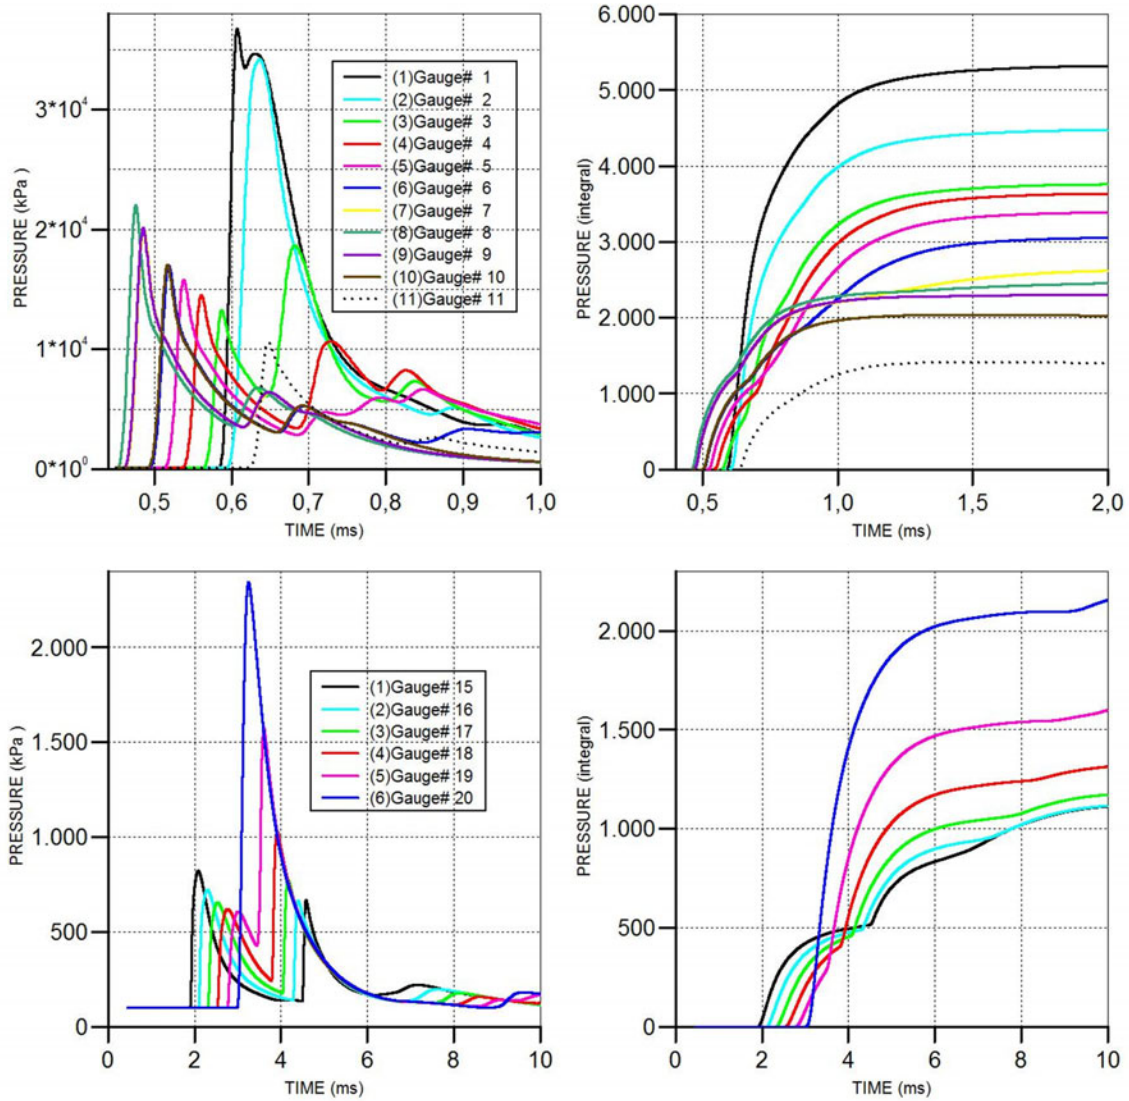 PRESSURE (kPa )
3*10⁴
2*10⁴
1*10⁴
0*10⁰
0,5
0,6
0,7
0,8
0,9
1,0
TIME (ms)
(1)Gauge# 1
(2)Gauge# 2
(3)Gauge# 3
(4)Gauge# 4
(5)Gauge# 5
(6)Gauge# 6
(7)Gauge# 7
(8)Gauge# 8
(9)Gauge# 9
(10)Gauge# 10
(11)Gauge# 11
PRESSURE (integral)
6.000
5.000
4.000
3.000
2.000
1.000
0
0,5
1,0
1,5
2,0
TIME (ms)
PRESSURE (kPa )
2.000
1.500
1.000
500
0
0
2
4
6
8
10
TIME (ms)
(1)Gauge# 15
(2)Gauge# 16
(3)Gauge# 17
(4)Gauge# 18
(5)Gauge# 19
(6)Gauge# 20
PRESSURE (integral)
2.000
1.500
1.000
500
0
0
2
4
6
8
10
TIME (ms)